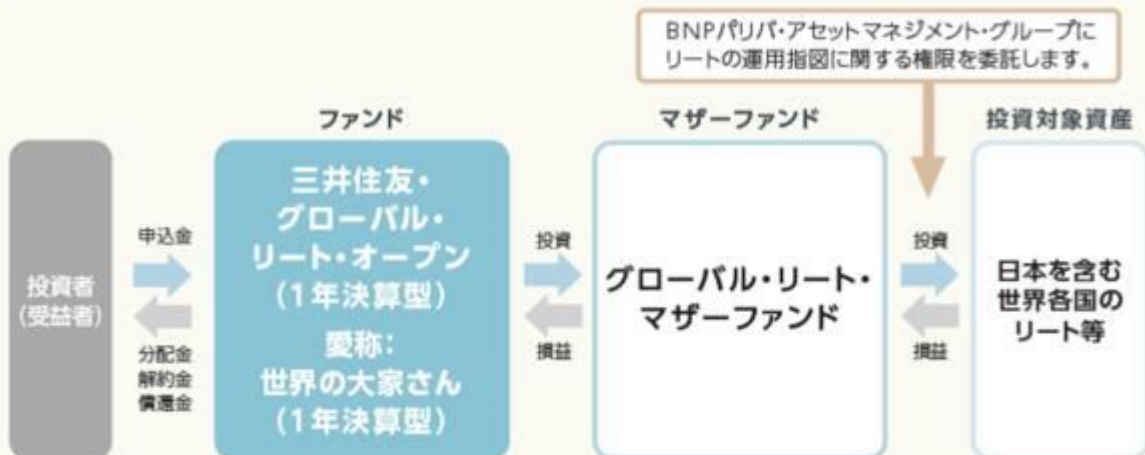 BNPパリバ・アセットマネジメント・グループに
リートの運用指図に関する権限を委託します。
ファンド
マザーファンド
投資対象資産
投資者
(受益者)
申込金
分配金
解約金
償還金
三井住友・
グローバル・
リート・オープン
(1年決算型)
愛称:
世界の大家さん
(1年決算型)
投資
損益
グローバル・リート・
マザーファンド
投資
損益
日本を含む
世界各国の
リート等